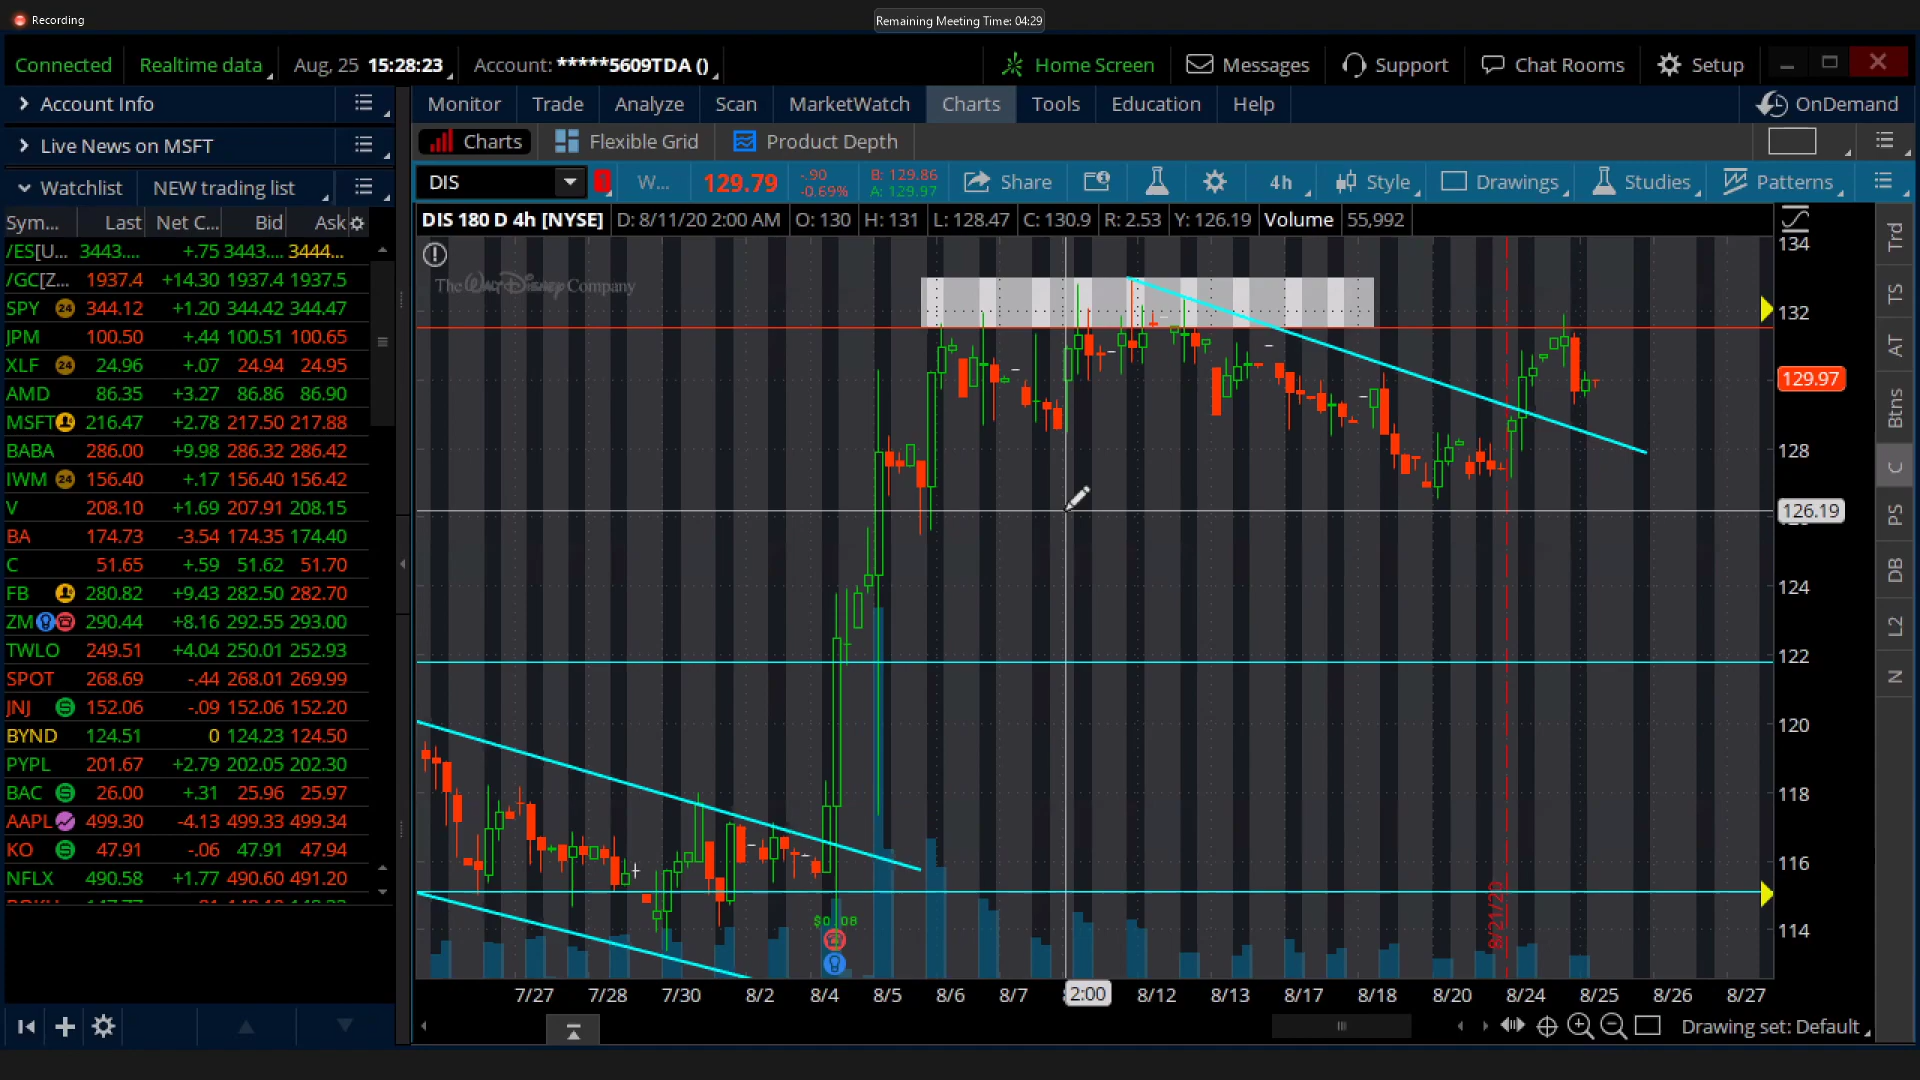 Recording
Remaining Meeting Time: 04:29
Connected Realtime data Aug, 25 15:28:23 Account: *****5609TDA () Home Screen Messages Support Chat Rooms Setup
Account Info
Monitor Trade Analyze Scan MarketWatch Charts Tools Education Help OnDemand
Live News on MSFT
Charts Flexible Grid Product Depth
Watchlist NEW trading list
DIS W... 129.79 -.90 -0.69% B: 129.86 A: 129.97 Share 4h Style Drawings Studies Patterns
DIS 180 D 4h [NYSE] D: 8/11/20 2:00 AM O: 130 H: 131 L: 128.47 C: 130.9 R: 2.53 Y: 126.19 Volume 55,992
Sym... Last Net C... Bid Ask
/ES[U... 3443.... +.75 3443.... 3444...
/GC[Z... 1937.4 +14.30 1937.4 1937.5
SPY 24 344.12 +1.20 344.42 344.47
JPM 100.50 +.44 100.51 100.65
XLF 24 24.96 +.07 24.94 24.95
AMD 86.35 +3.27 86.86 86.90
MSFT 216.47 +2.78 217.50 217.88
BABA 286.00 +9.98 286.32 286.42
IWM 24 156.40 +.17 156.40 156.42
V 208.10 +1.69 207.91 208.15
BA 174.73 -3.54 174.35 174.40
C 51.65 +.59 51.62 51.70
FB 280.82 +9.43 282.50 282.70
ZM 290.44 +8.16 292.55 293.00
TWLO 249.51 +4.04 250.01 252.93
SPOT 268.69 -.44 268.01 269.99
JNJ S 152.06 -.09 152.06 152.20
BYND 124.51 0 124.23 124.50
PYPL 201.67 +2.79 202.05 202.30
BAC S 26.00 +.31 25.96 25.97
AAPL 499.30 -4.13 499.33 499.34
KO S 47.91 -.06 47.91 47.94
NFLX 490.58 +1.77 490.60 491.20
The Walt Disney Company
134
132
129.97
128
126.19
124
122
120
118
116
114
8/21/20
7/27 7/28 7/30 8/2 8/4 8/5 8/6 8/7 2:00 8/12 8/13 8/17 8/18 8/20 8/24 8/25 8/26 8/27
Drawing set: Default
Trd
TS
AT
Btns
C
PS
DB
L2
N